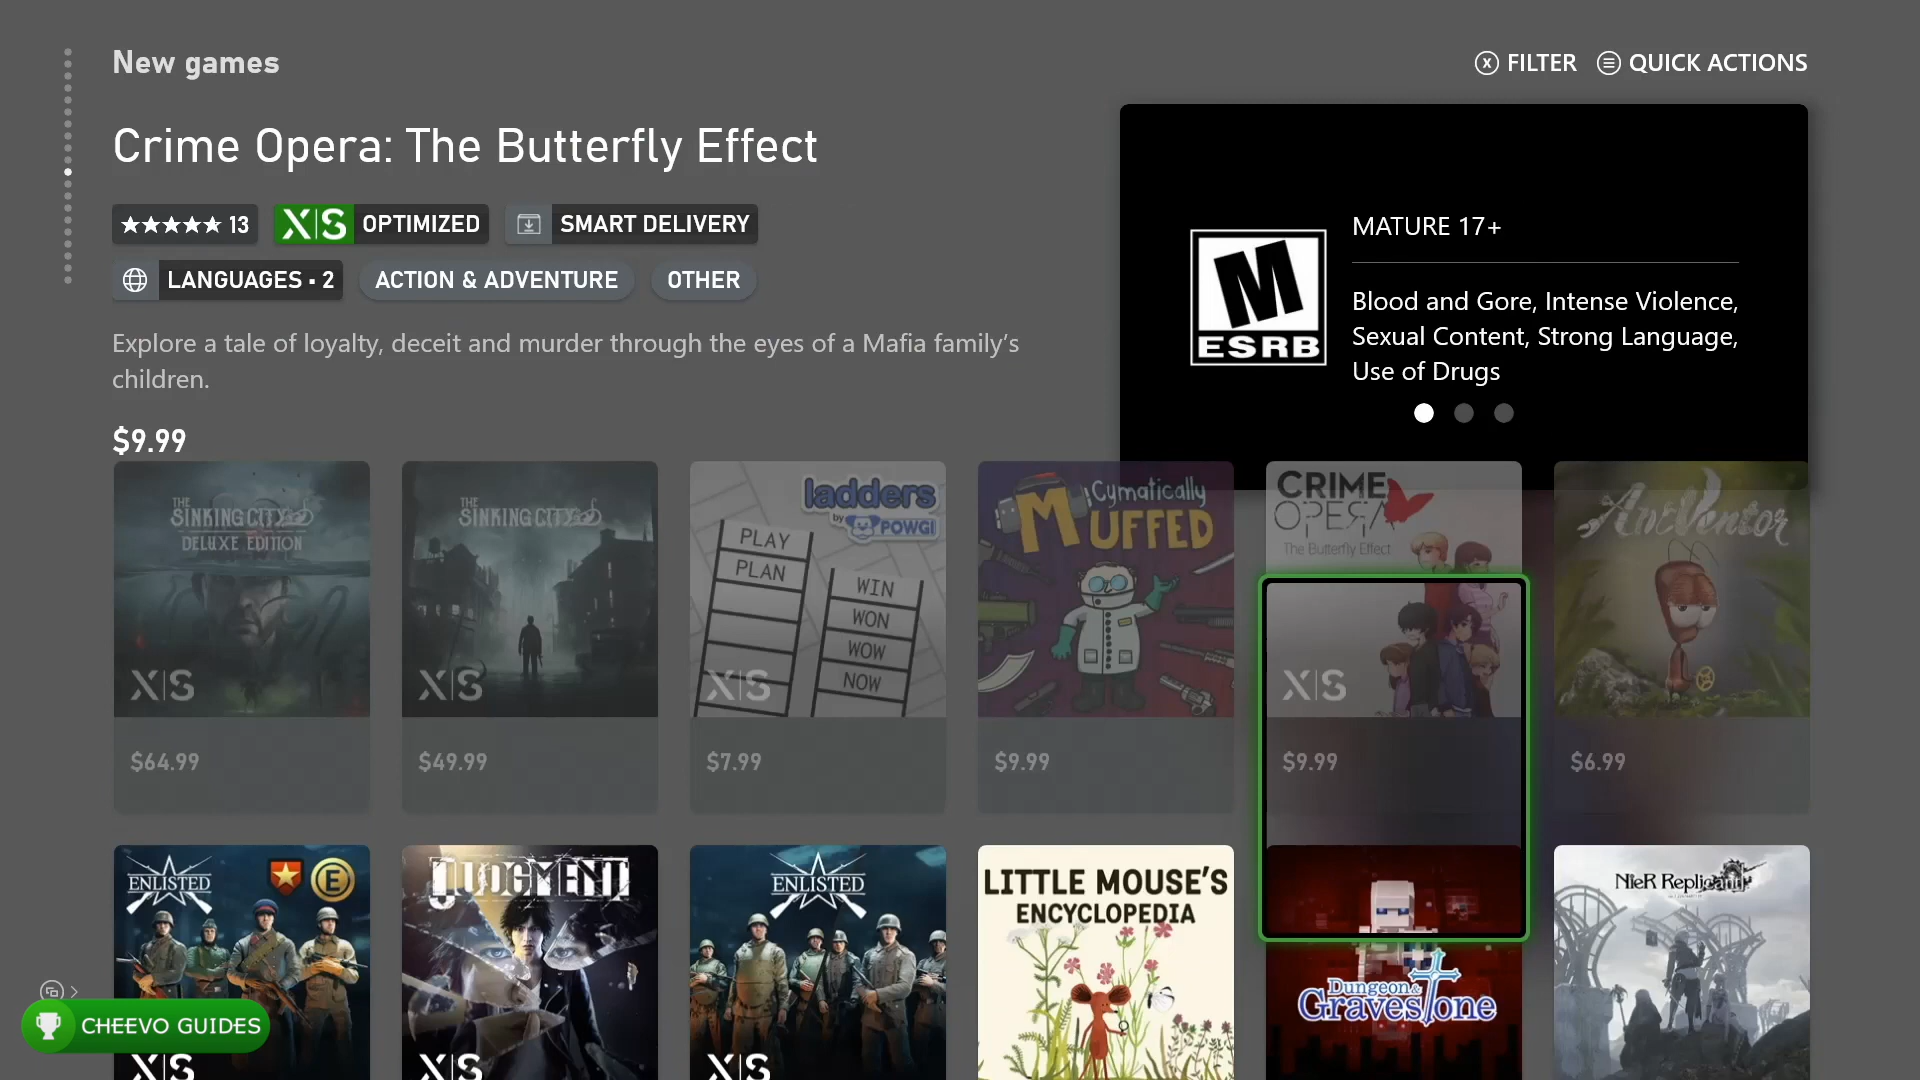 New games
FILTER
QUICK ACTIONS
Crime Opera: The Butterfly Effect
13
X|S OPTIMIZED
SMART DELIVERY
LANGUAGES · 2
ACTION & ADVENTURE
OTHER
Explore a tale of loyalty, deceit and murder through the eyes of a Mafia family's
children.
$9.99
M
ESRB
MATURE 17+
Blood and Gore, Intense Violence,
Sexual Content, Strong Language,
Use of Drugs
THE
SINKING CITY
DELUXE EDITION
X|S
$64.99
THE
SINKING CITY
X|S
$49.99
ladders
by POWGI
PLAY
PLAN
WIN
WON
WOW
NOW
X|S
$7.99
Cymatically
MUFFED
$9.99
CRIME
OPERA
The Butterfly Effect
X|S
$9.99
AntVentor
$6.99
ENLISTED
E
X|S
JUDGMENT
X|S
ENLISTED
X|S
LITTLE MOUSE'S
ENCYCLOPEDIA
Dungeon &
Gravestone
NieR Replicant
CHEEVO GUIDES